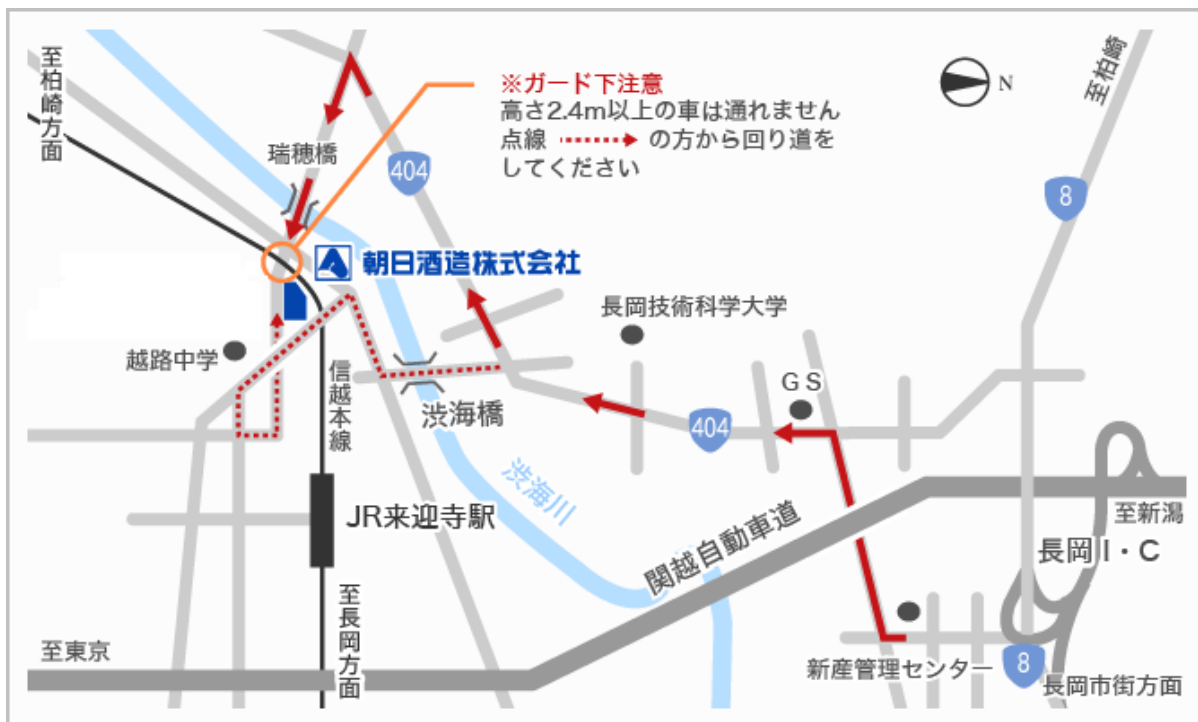 至柏崎方面
※ガード下注意
高さ2.4m以上の車は通れません
点線 の方から回り道を
してください
N
至柏崎
瑞穂橋
404
8
朝日酒造株式会社
長岡技術科学大学
越路中学
信越本線
渋海橋
GS
404
渋海川
JR来迎寺駅
関越自動車道
至新潟
長岡I・C
至長岡方面
至東京
新産管理センター
8
長岡市街方面